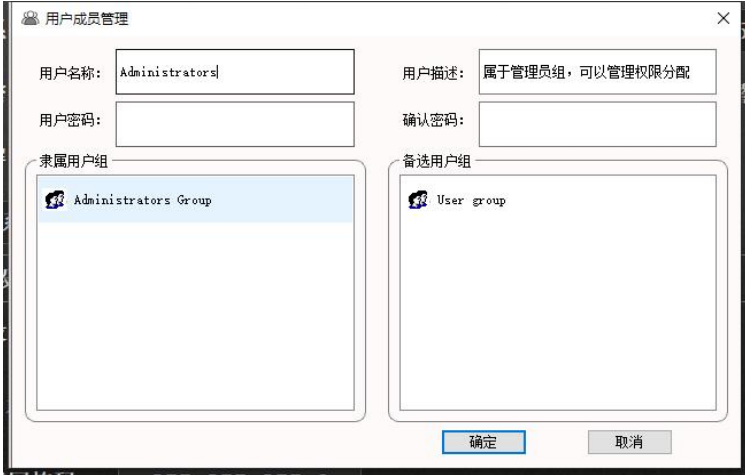 用户成员管理
用户名称: Administrators
用户描述: 属于管理员组，可以管理权限分配
用户密码:
确认密码:
隶属用户组
备选用户组
Administrators Group
User group
确定
取消